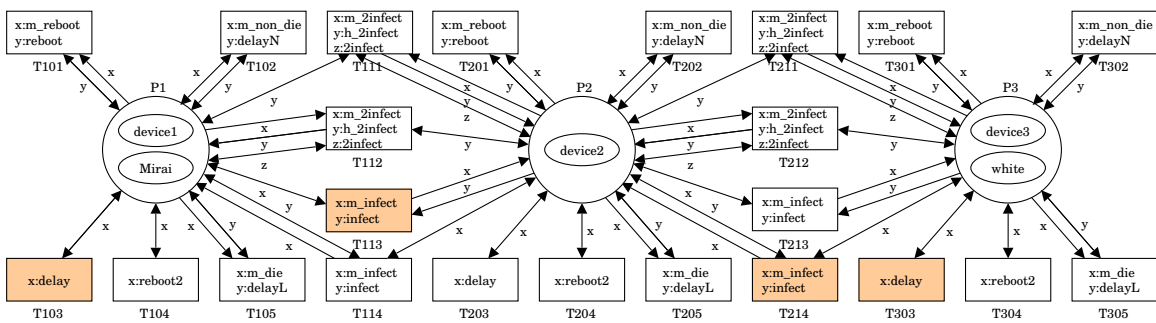 x:m_reboot
y:reboot
T101
x:m_non_die
y:delayN
T102
x:m_2infect
y:h_2infect
z:2infect
T111
x:m_reboot
y:reboot
T201
x:m_non_die
y:delayN
T202
x:m_2infect
y:h_2infect
z:2infect
T211
x:m_reboot
y:reboot
T301
x:m_non_die
y:delayN
T302
x
y
x
y
y
x
y
z
x
y
x
y
y
x
y
z
x
y
x
y
P1
device1
Mirai
P2
device2
P3
device3
white
x
y
z
x:m_2infect
y:h_2infect
z:2infect
T112
y
x
y
z
x:m_2infect
y:h_2infect
z:2infect
T212
y
x:m_infect
y:infect
T113
x
y
x:m_infect
y:infect
T213
x
y
x
x
x
y
x
y
x
x
x
x
x
y
x
y
x
x
x
x
x
y
x:delay
T103
x:reboot2
T104
x:m_die
y:delayL
T105
x:m_infect
y:infect
T114
x:delay
T203
x:reboot2
T204
x:m_die
y:delayL
T205
x:m_infect
y:infect
T214
x:delay
T303
x:reboot2
T304
x:m_die
y:delayL
T305